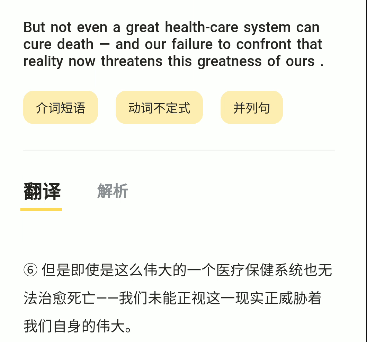 But not even a great health-care system can
cure death — and our failure to confront that
reality now threatens this greatness of ours .
介词短语 动词不定式 并列句
翻译 解析
⑥ 但是即使是这么伟大的一个医疗保健系统也无
法治愈死亡——我们未能正视这一现实正威胁着
我们自身的伟大。